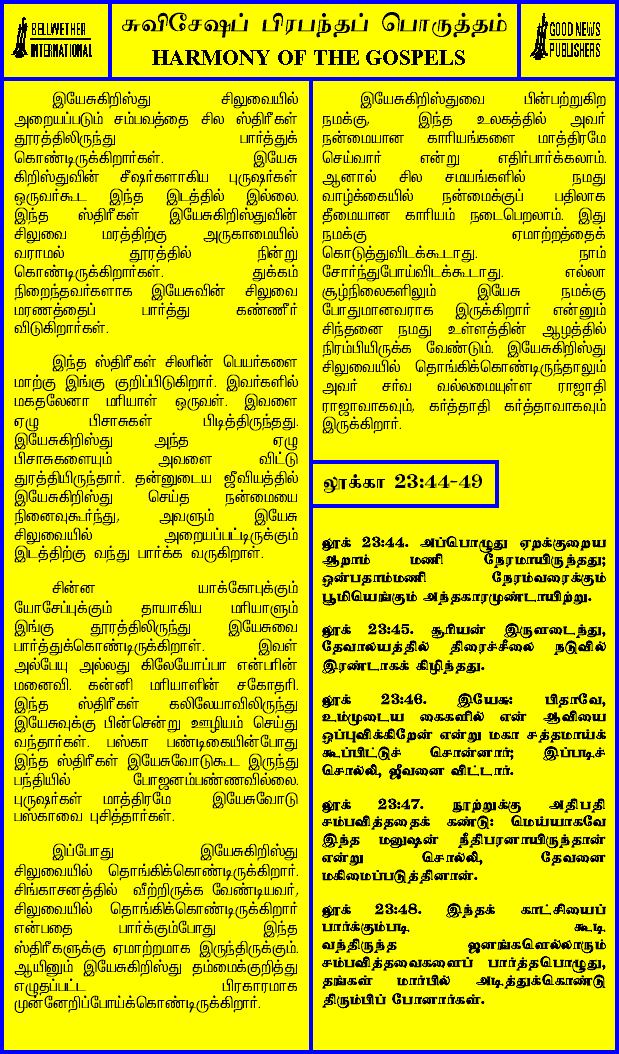 BELLWETHER
INTERNATIONAL
சுவிசேஷப் பிரபந்தப் பொருத்தம்
HARMONY OF THE GOSPELS
GOOD NEWS
PUBLISHERS
இயேசுகிறிஸ்து சிலுவையில்
அறையப்படும் சம்பவத்தை சில ஸ்திரீகள்
தூரத்திலிருந்து பார்த்துக்
கொண்டிருக்கிறார்கள். இயேசு
கிறிஸ்துவின் சீஷர்களாகிய புருஷர்கள்
ஒருவர்கூட இந்த இடத்தில் இல்லை.
இந்த ஸ்திரீகள் இயேசுகிறிஸ்துவின்
சிலுவை மரத்திற்கு அருகாமையில்
வராமல் தூரத்தில் நின்று
கொண்டிருக்கிறார்கள். துக்கம்
நிறைந்தவர்களாக இயேசுவின் சிலுவை
மரணத்தைப் பார்த்து கண்ணீர்
விடுகிறார்கள்.
இந்த ஸ்திரீகள் சிலரின் பெயர்களை
மாற்கு இங்கு குறிப்பிடுகிறார். இவர்களில்
மகதலேனா மரியாள் ஒருவள். இவளை
ஏழு பிசாசுகள் பிடித்திருந்தது.
இயேசுகிறிஸ்து அந்த ஏழு
பிசாசுகளையும் அவளை விட்டு
துரத்தியிருந்தார். தன்னுடைய ஜீவியத்தில்
இயேசுகிறிஸ்து செய்த நன்மையை
நினைவுகூர்ந்து, அவளும் இயேசு
சிலுவையில் அறையப்பட்டிருக்கும்
இடத்திற்கு வந்து பார்க்க வருகிறாள்.
சின்ன யாக்கோபுக்கும்
யோசேப்புக்கும் தாயாகிய மரியாளும்
இங்கு தூரத்திலிருந்து இயேசுவை
பார்த்துக்கொண்டிருக்கிறாள். இவள்
அல்பேயு அல்லது கிலேயோப்பா என்பரின்
மனைவி. கன்னி மரியாளின் சகோதரி.
இந்த ஸ்திரீகள் கலிலேயாவிலிருந்து
இயேசுவுக்கு பின்சென்று ஊழியம் செய்து
வந்தார்கள். பஸ்கா பண்டிகையின்போது
இந்த ஸ்திரீகள் இயேசுவோடுகூட இருந்து
பந்தியில் போஜனம்பண்ணவில்லை.
புருஷர்கள் மாத்திரமே இயேசுவோடு
பஸ்காவை புசித்தார்கள்.
இப்போது இயேசுகிறிஸ்து
சிலுவையில் தொங்கிக்கொண்டிருக்கிறார்.
சிங்காசனத்தில் வீற்றிருக்க வேண்டியவர்,
சிலுவையில் தொங்கிக்கொண்டிருக்கிறார்
என்பதை பார்க்கும்போது இந்த
ஸ்திரீகளுக்கு ஏமாற்றமாக இருந்திருக்கும்.
ஆயினும் இயேசுகிறிஸ்து தம்மைக்குறித்து
எழுதப்பட்ட பிரகாரமாக
முன்னேறிப்போய்க்கொண்டிருக்கிறார்.
இயேசுகிறிஸ்துவை பின்பற்றுகிற
நமக்கு, இந்த உலகத்தில் அவர்
நன்மையான காரியங்களை மாத்திரமே
செய்வார் என்று எதிர்பார்க்கலாம்.
ஆனால் சில சமயங்களில் நமது
வாழ்க்கையில் நன்மைக்குப் பதிலாக
தீமையான காரியம் நடைபெறலாம். இது
நமக்கு ஏமாற்றத்தைக்
கொடுத்துவிடக்கூடாது. நாம்
சோர்ந்துபோய்விடக்கூடாது. எல்லா
சூழ்நிலைகளிலும் இயேசு நமக்கு
போதுமானவராக இருக்கிறார் என்னும்
சிந்தனை நமது உள்ளத்தின் ஆழத்தில்
நிரம்பியிருக்க வேண்டும். இயேசுகிறிஸ்து
சிலுவையில் தொங்கிக்கொண்டிருந்தாலும்
அவர் சர்வ வல்லமையுள்ள ராஜாதி
ராஜாவாகவும், கர்த்தாதி கர்த்தாவாகவும்
இருக்கிறார்.
லூக்கா 23:44-49
லூக் 23:44. அப்பொழுது ஏறக்குறைய
ஆறாம் மணி நேரமாயிருந்தது;
ஒன்பதாம்மணி நேரம்வரைக்கும்
பூமியெங்கும் அந்தகாரமுண்டாயிற்று.
லூக் 23:45. சூரியன் இருளடைந்து,
தேவாலயத்தில் திரைச்சீலை நடுவில்
இரண்டாகக் கிழிந்தது.
லூக் 23:46. இயேசு: பிதாவே,
உம்முடைய கைகளில் என் ஆவியை
ஒப்புவிக்கிறேன் என்று மகா சத்தமாய்க்
கூப்பிட்டுச் சொன்னார்; இப்படிச்
சொல்லி, ஜீவனை விட்டார்.
லூக் 23:47. நூற்றுக்கு அதிபதி
சம்பவித்ததைக் கண்டு: மெய்யாகவே
இந்த மனுஷன் நீதிபரனாயிருந்தான்
என்று சொல்லி, தேவனை
மகிமைப்படுத்தினான்.
லூக் 23:48. இந்தக் காட்சியைப்
பார்க்கும்படி கூடி
வந்திருந்த ஜனங்களெல்லாரும்
சம்பவித்தவைகளைப் பார்த்தபொழுது,
தங்கள் மார்பில் அடித்துக்கொண்டு
திரும்பிப் போனார்கள்.